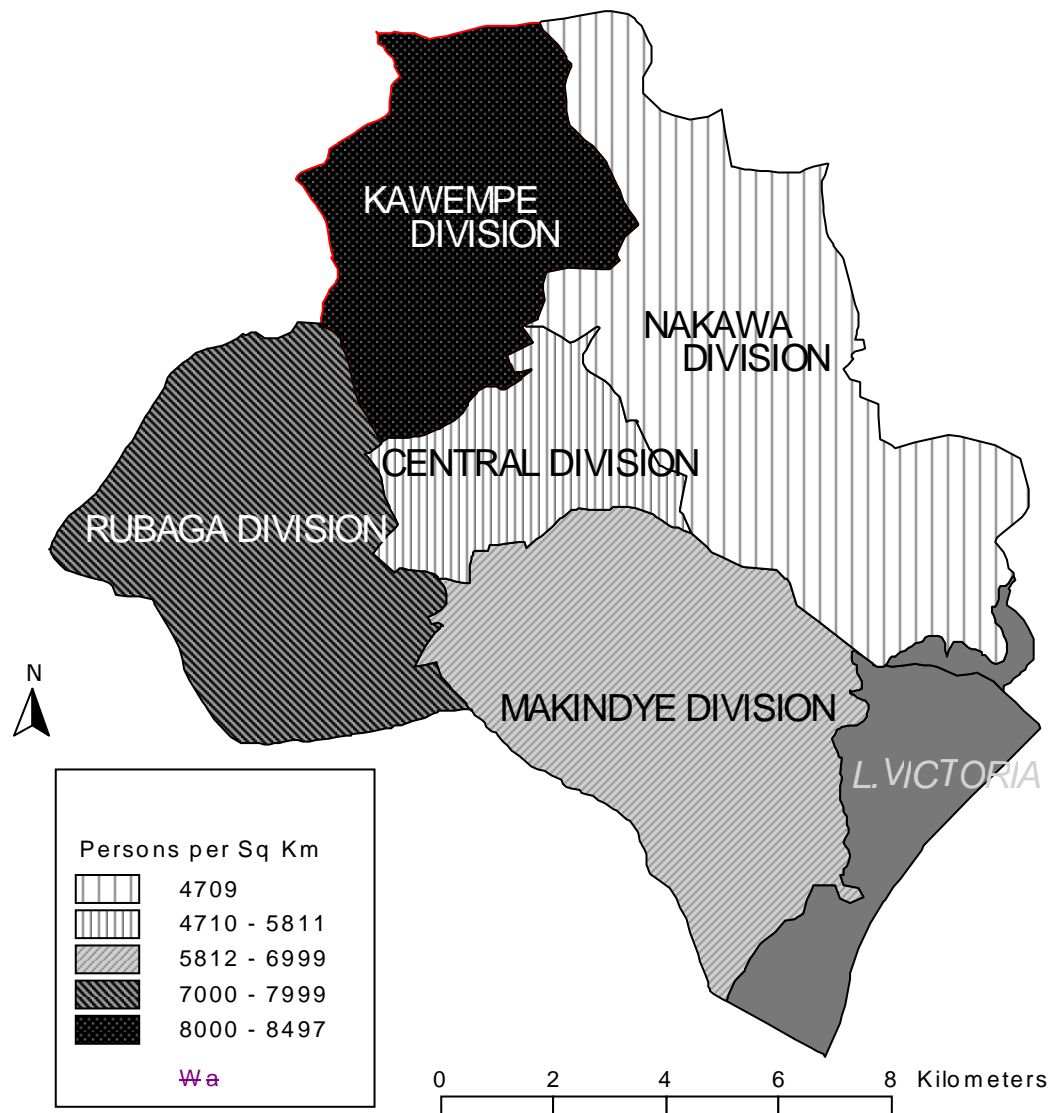 KAWEMPE
DIVISION
NAKAWA
DIVISION
CENTRAL DIVISION
RUBAGA DIVISION
N
MAKINDYE DIVISION
L. VICTORIA
Persons per Sq Km
4709
4710 - 5811
5812 - 6999
7000 - 7999
8000 - 8497
Wa
0 2 4 6 8 Kilometers